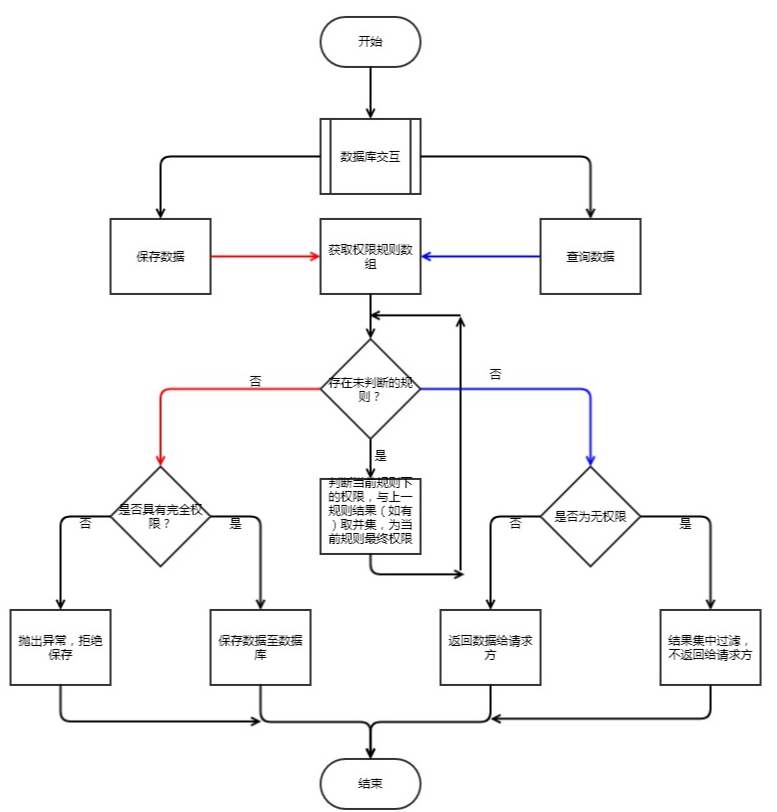 开始
数据库交互
保存数据
获取权限规则数
组
查询数据
否
存在未判断的规
则？
否
是
判断当前规则下
的权限，与上一
规则结果（如有
）取并集，为当
前规则最终权限
是否具有完全权
限？
否
是
是否为无权限
否
是
抛出异常，拒绝
保存
保存数据至数据
库
返回数据给请求
方
结果集中过滤，
不返回给请求方
结束